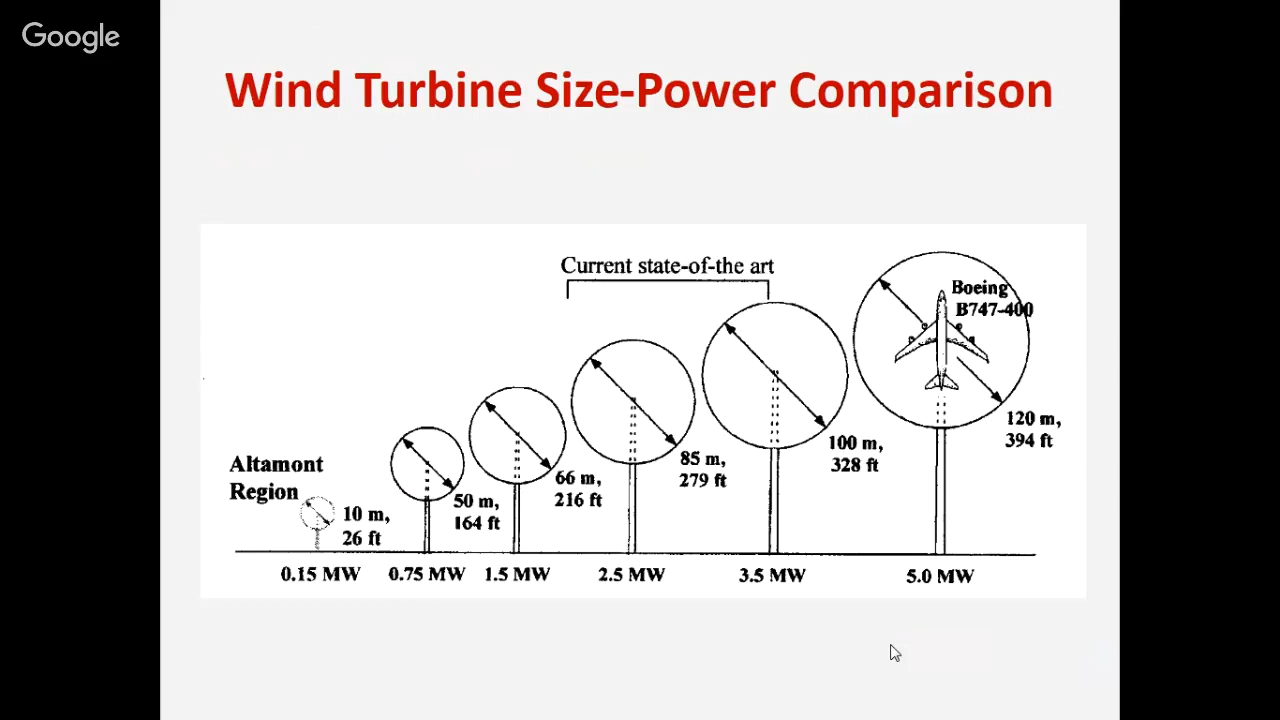 Google
Wind Turbine Size-Power Comparison
Current state-of-the art
Boeing
B747-400
120 m,
394 ft
100 m,
328 ft
85 m,
279 ft
66 m,
216 ft
50 m,
164 ft
Altamont
Region
10 m,
26 ft
0.15 MW 0.75 MW 1.5 MW 2.5 MW 3.5 MW 5.0 MW